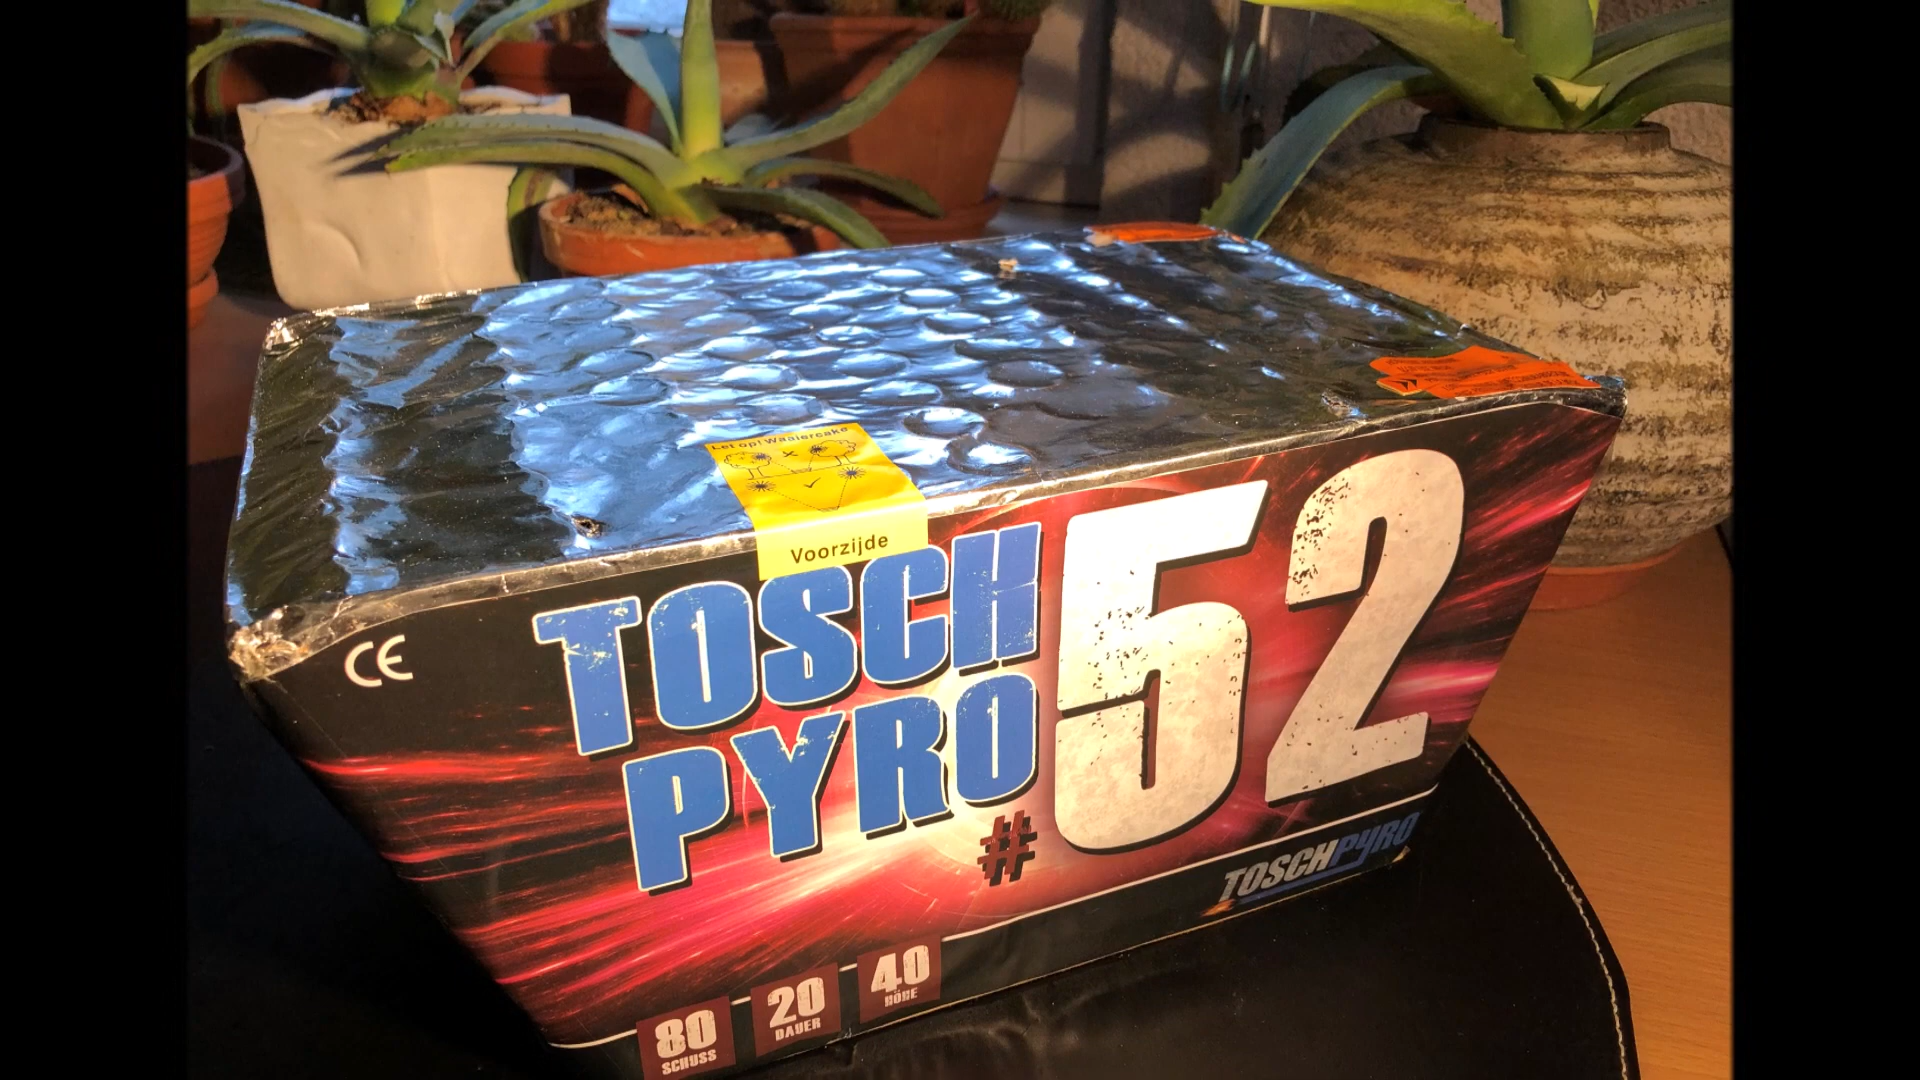 Let op! Waaiercake
Voorzijde
CE
TOSCH
PYRO
#52
TOSCHPYRO
80
SCHUSS
20
DAUER
40
HÖHE